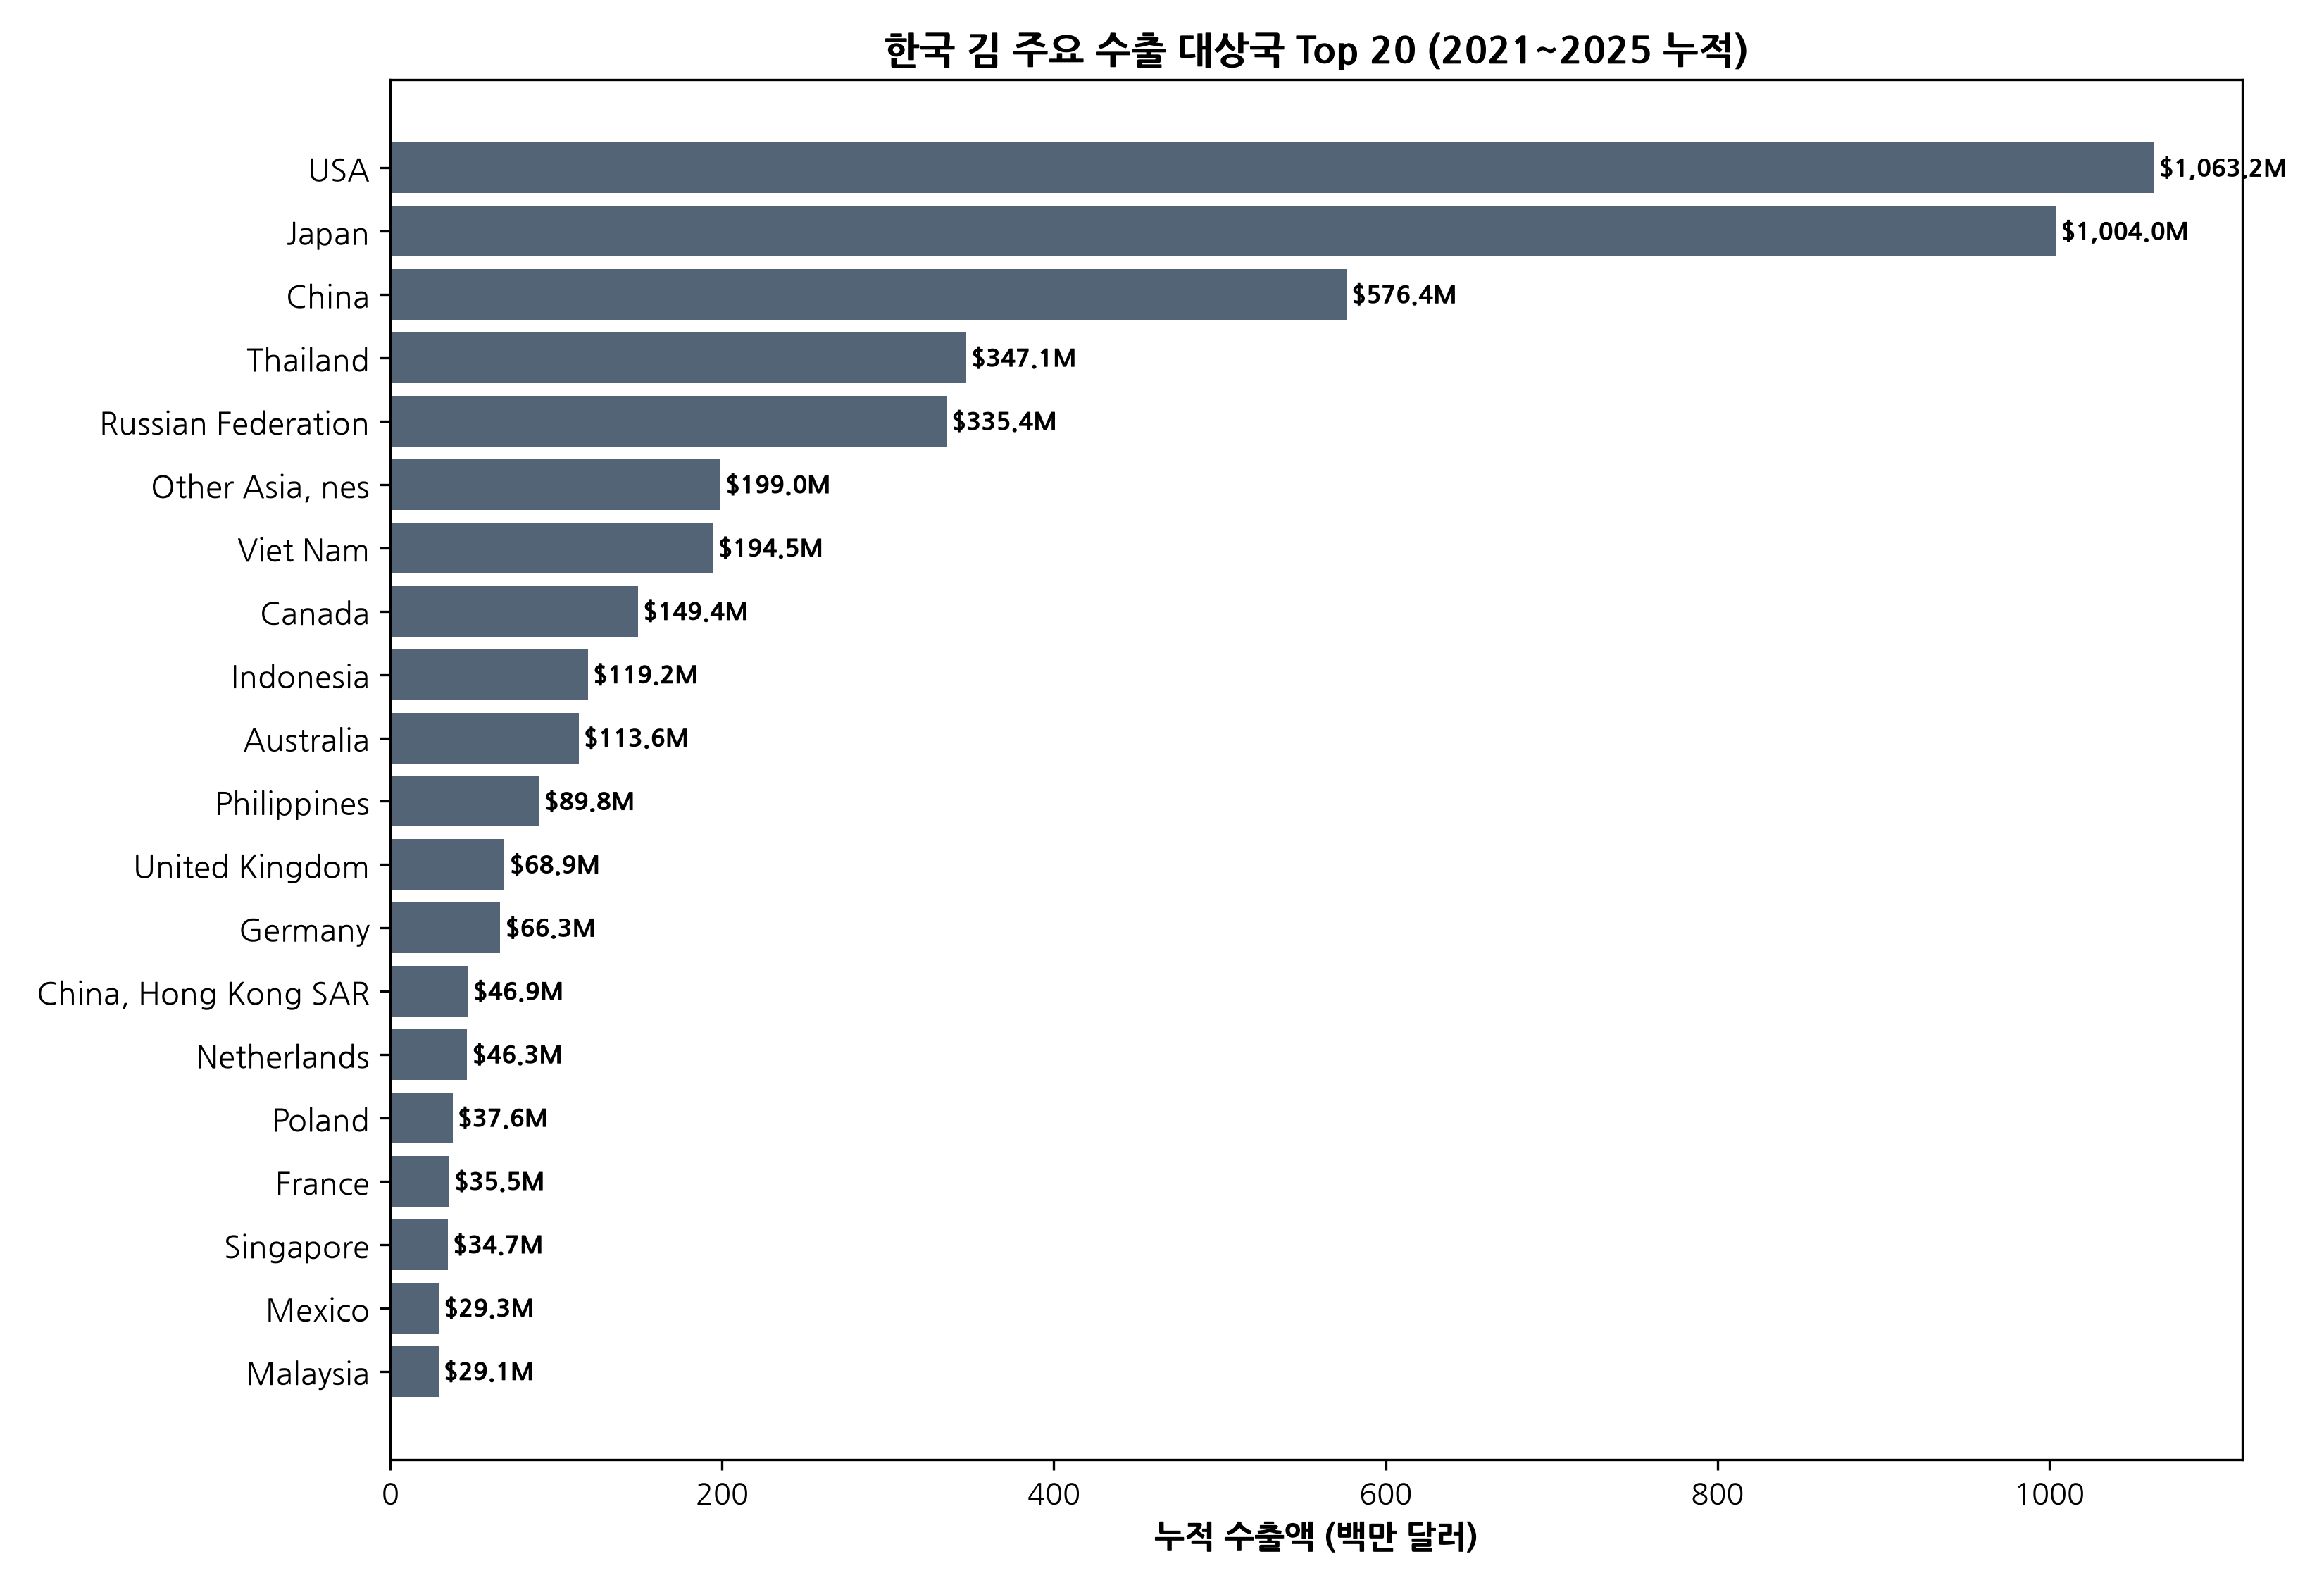 한국 김 주요 수출 대상국 Top 20 (2021~2025 누적)
USA $1,063.2M
Japan $1,004.0M
China $576.4M
Thailand $347.1M
Russian Federation $335.4M
Other Asia, nes $199.0M
Viet Nam $194.5M
Canada $149.4M
Indonesia $119.2M
Australia $113.6M
Philippines $89.8M
United Kingdom $68.9M
Germany $66.3M
China, Hong Kong SAR $46.9M
Netherlands $46.3M
Poland $37.6M
France $35.5M
Singapore $34.7M
Mexico $29.3M
Malaysia $29.1M
0 200 400 600 800 1000
누적 수출액 (백만 달러)